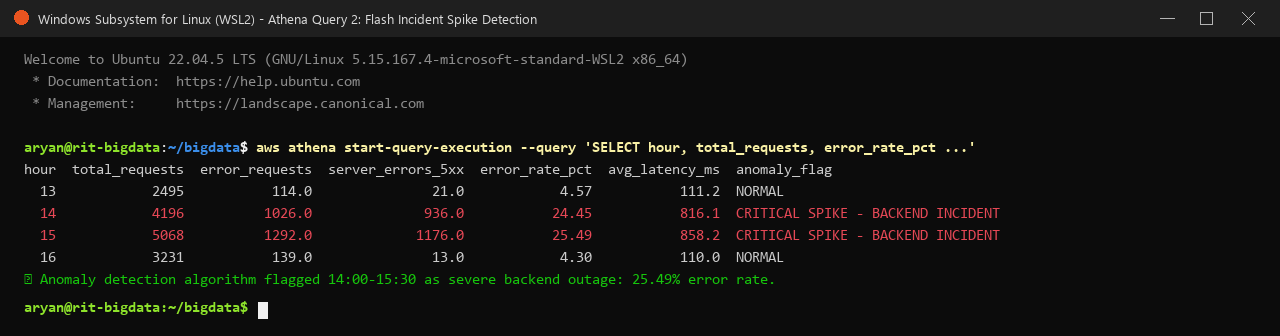 Windows Subsystem for Linux (WSL2) - Athena Query 2: Flash Incident Spike Detection
Welcome to Ubuntu 22.04.5 LTS (GNU/Linux 5.15.167.4-microsoft-standard-WSL2 x86_64)
* Documentation: https://help.ubuntu.com
* Management: https://landscape.canonical.com
aryan@rit-bigdata:~/bigdata$ aws athena start-query-execution --query 'SELECT hour, total_requests, error_rate_pct ...'
hour total_requests error_requests server_errors_5xx error_rate_pct avg_latency_ms anomaly_flag
13 2495 114.0 21.0 4.57 111.2 NORMAL
14 4196 1026.0 936.0 24.45 816.1 CRITICAL SPIKE - BACKEND INCIDENT
15 5068 1292.0 1176.0 25.49 858.2 CRITICAL SPIKE - BACKEND INCIDENT
16 3231 139.0 13.0 4.30 110.0 NORMAL
Anomaly detection algorithm flagged 14:00-15:30 as severe backend outage: 25.49% error rate.
aryan@rit-bigdata:~/bigdata$